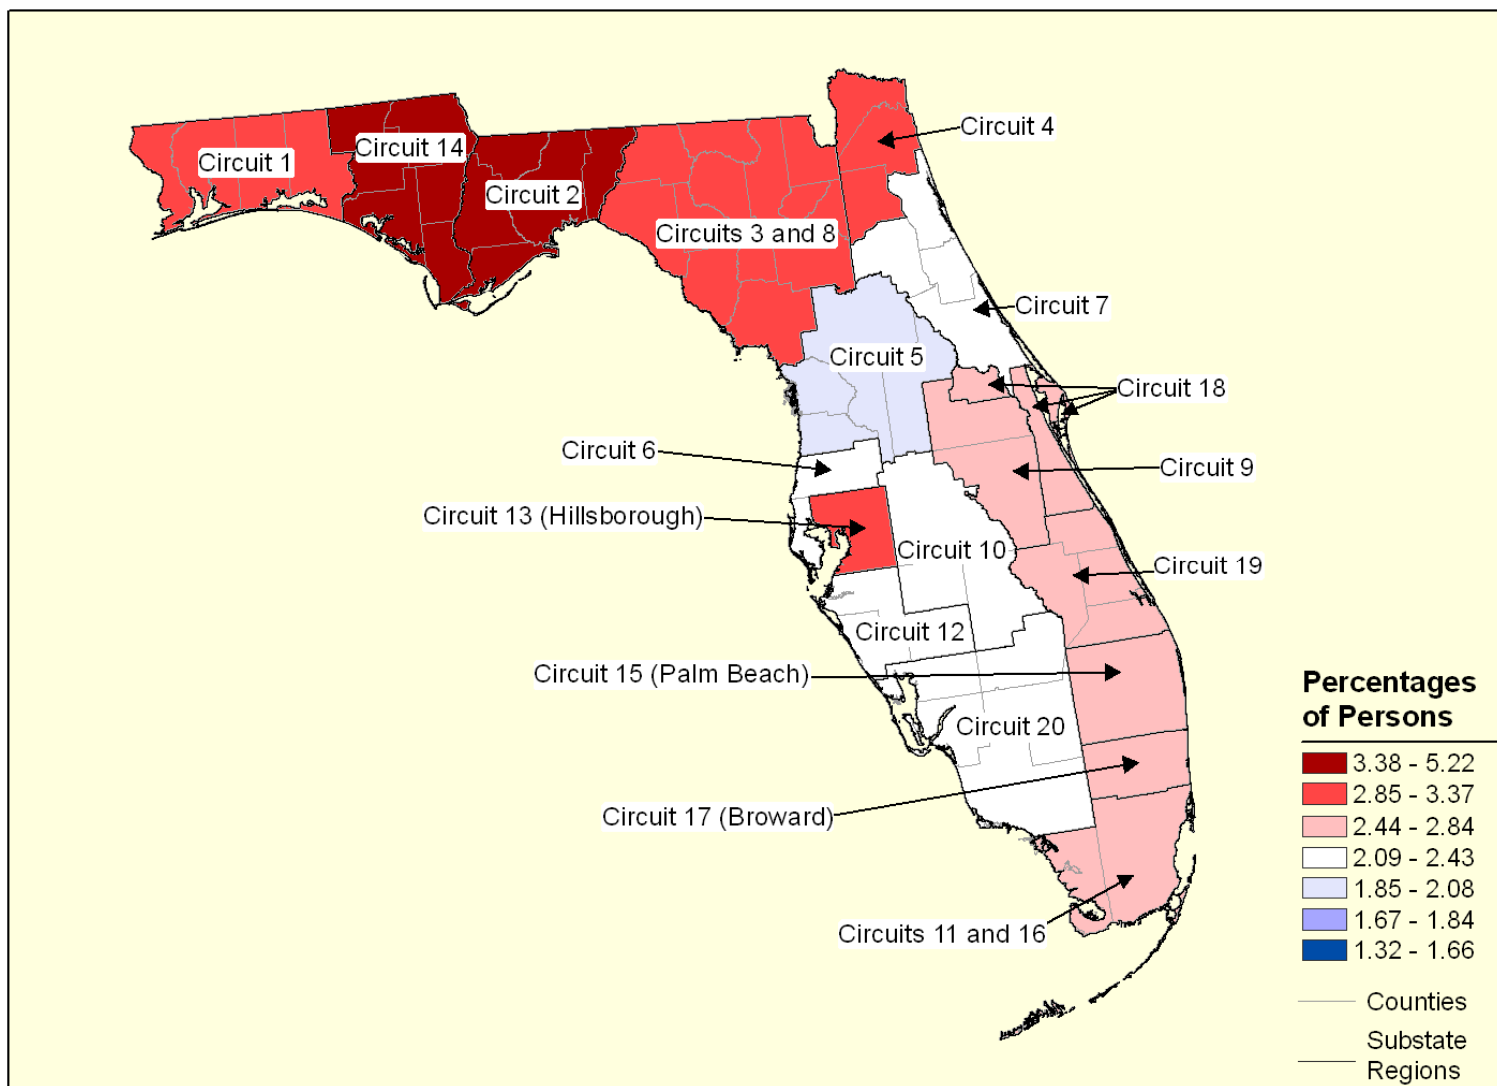 Circuit 4
Circuit 14
Circuit 1
Circuit 2
Circuits 3 and 8
Circuit 7
Circuit 5
Circuit 18
Circuit 6
Circuit 9
Circuit 13 (Hillsborough)
Circuit 10
Circuit 19
Circuit 12
Circuit 15 (Palm Beach)
Circuit 20
Circuit 17 (Broward)
Circuits 11 and 16
Percentages
of Persons
3.38 - 5.22
2.85 - 3.37
2.44 - 2.84
2.09 - 2.43
1.85 - 2.08
1.67 - 1.84
1.32 - 1.66
Counties
Substate
Regions